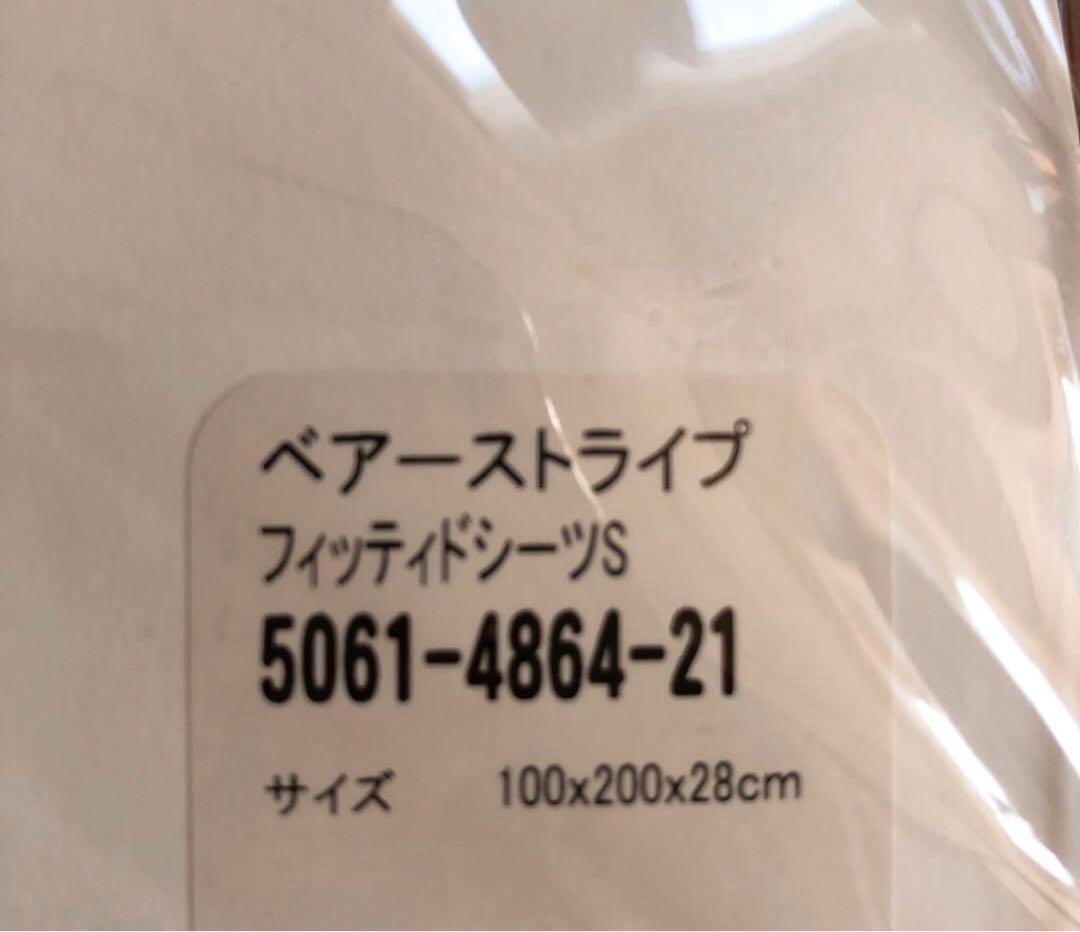 ベアーストライプ
フィッティドシーツS
5061-4864-21
サイズ 100x200x28cm